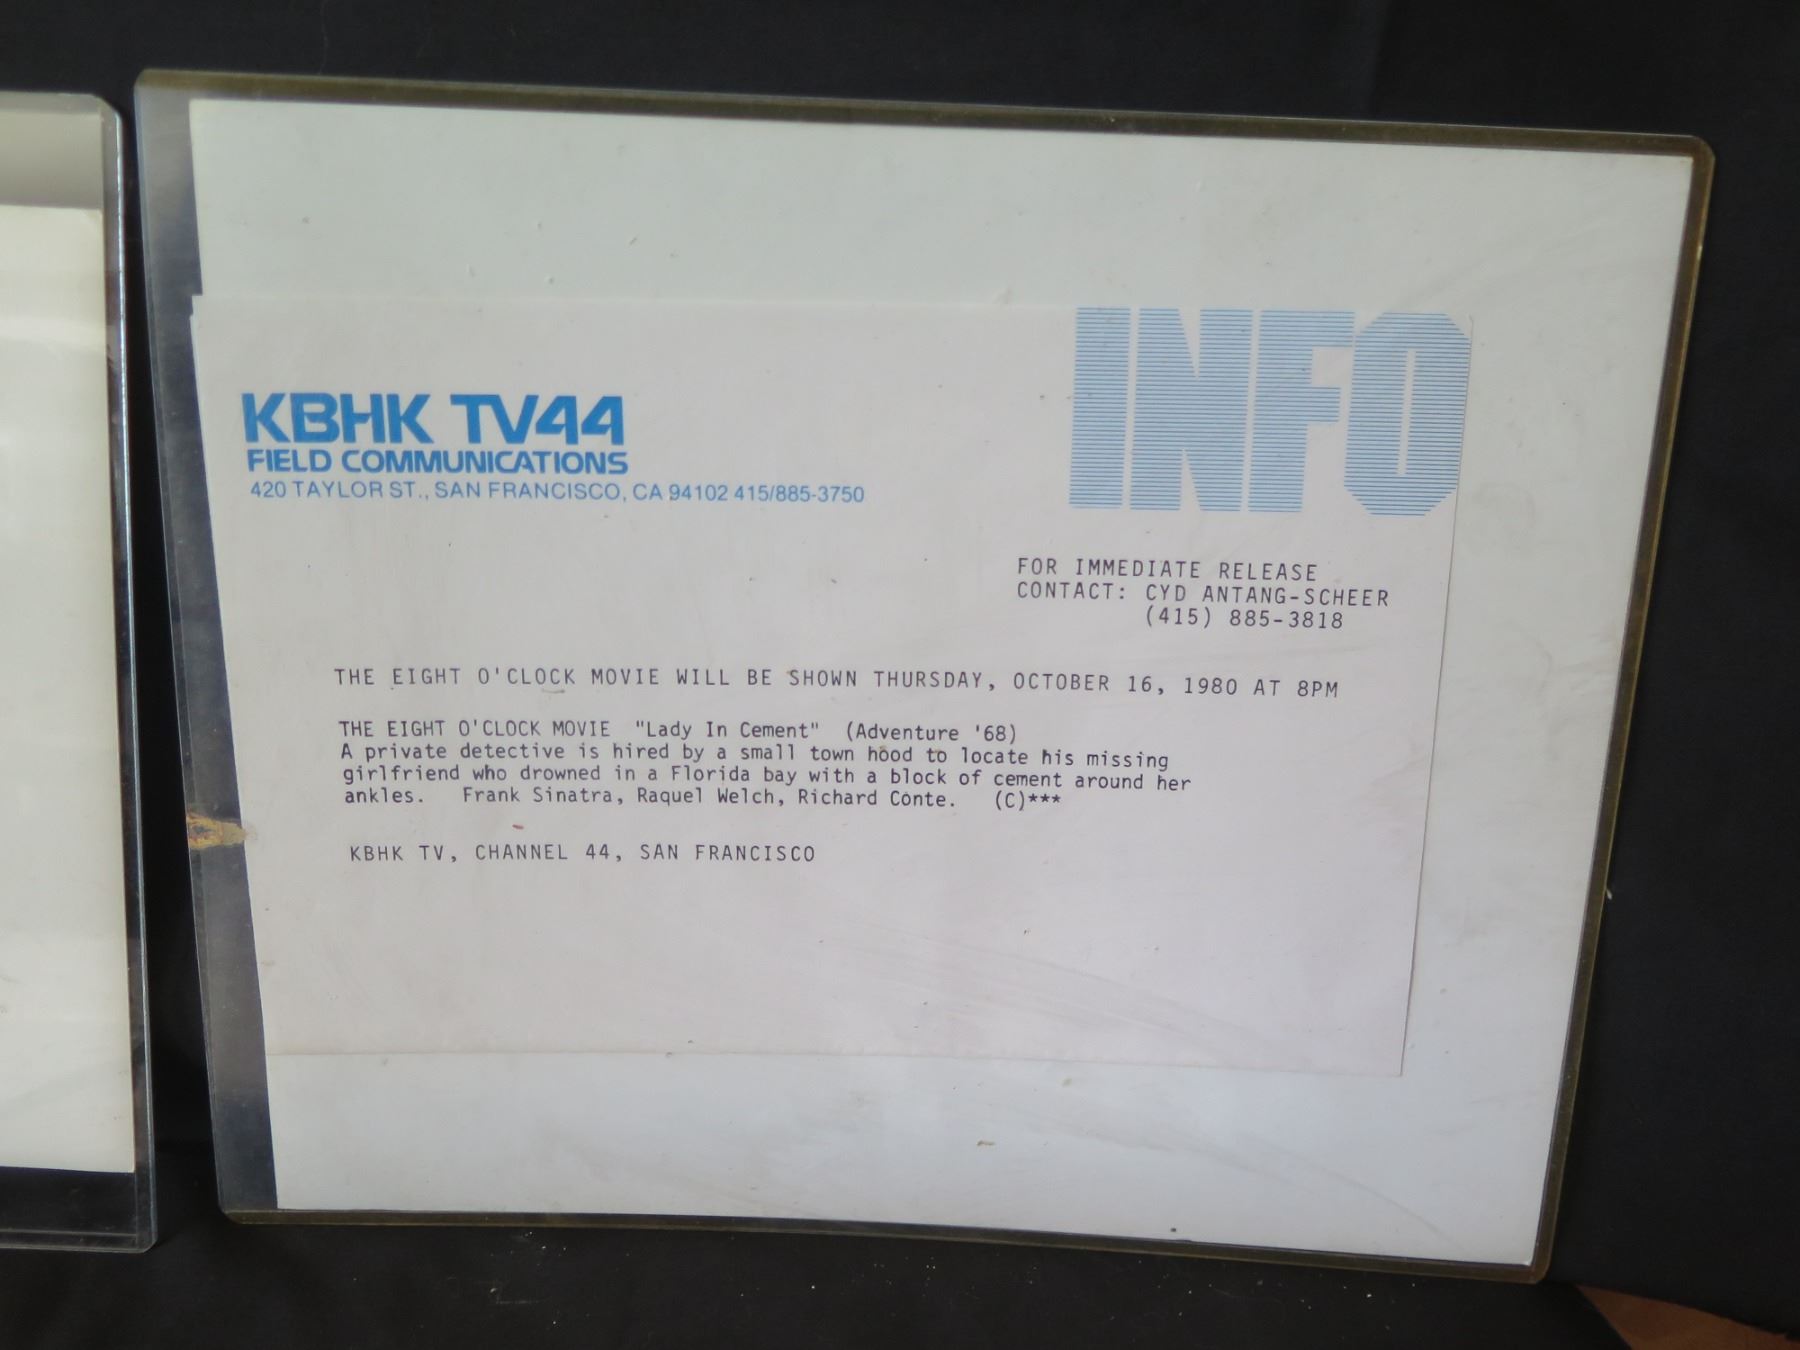 INFO
KBHK TV44
FIELD COMMUNICATIONS
420 TAYLOR ST., SAN FRANCISCO, CA 94102 415/885-3750
FOR IMMEDIATE RELEASE
CONTACT: CYD ANTANG-SCHEER
(415) 885-3818
THE EIGHT O'CLOCK MOVIE WILL BE SHOWN THURSDAY, OCTOBER 16, 1980 AT 8PM
THE EIGHT O'CLOCK MOVIE "Lady In Cement" (Adventure '68)
A private detective is hired by a small town hood to locate his missing
girlfriend who drowned in a Florida bay with a block of cement around her
ankles. Frank Sinatra, Raquel Welch, Richard Conte. (C)***
KBHK TV, CHANNEL 44, SAN FRANCISCO